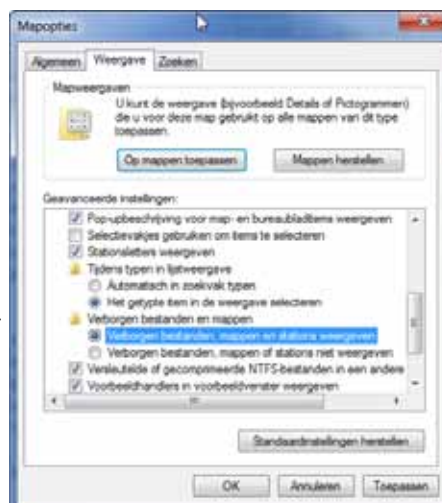 Mapopties
Algemeen Weergave Zoeken
Mapweergaven
U kunt de weergave (bijvoorbeeld Details of Pictogrammen)
die u voor deze map gebruikt op alle mappen van dit type
toepassen.
Op mappen toepassen Mappen herstellen
Geavanceerde instellingen:
Pop-upbeschrijving voor map- en bureaubladitems weergeven
Selectievakjes gebruiken om items te selecteren
Stationsletters weergeven
Tijdens typen in lijstweergave
Automatisch in zoekvak typen
Het getypte item in de weergave selecteren
Verborgen bestanden en mappen
Verborgen bestanden, mappen en stations weergeven
Verborgen bestanden, mappen of stations niet weergeven
Versleutelde of gecomprimeerde NTFS-bestanden in een andere
Voorbeeldhandlers in voorbeeldvenster weergeven
Standaardinstellingen herstellen
OK Annuleren Toepassen